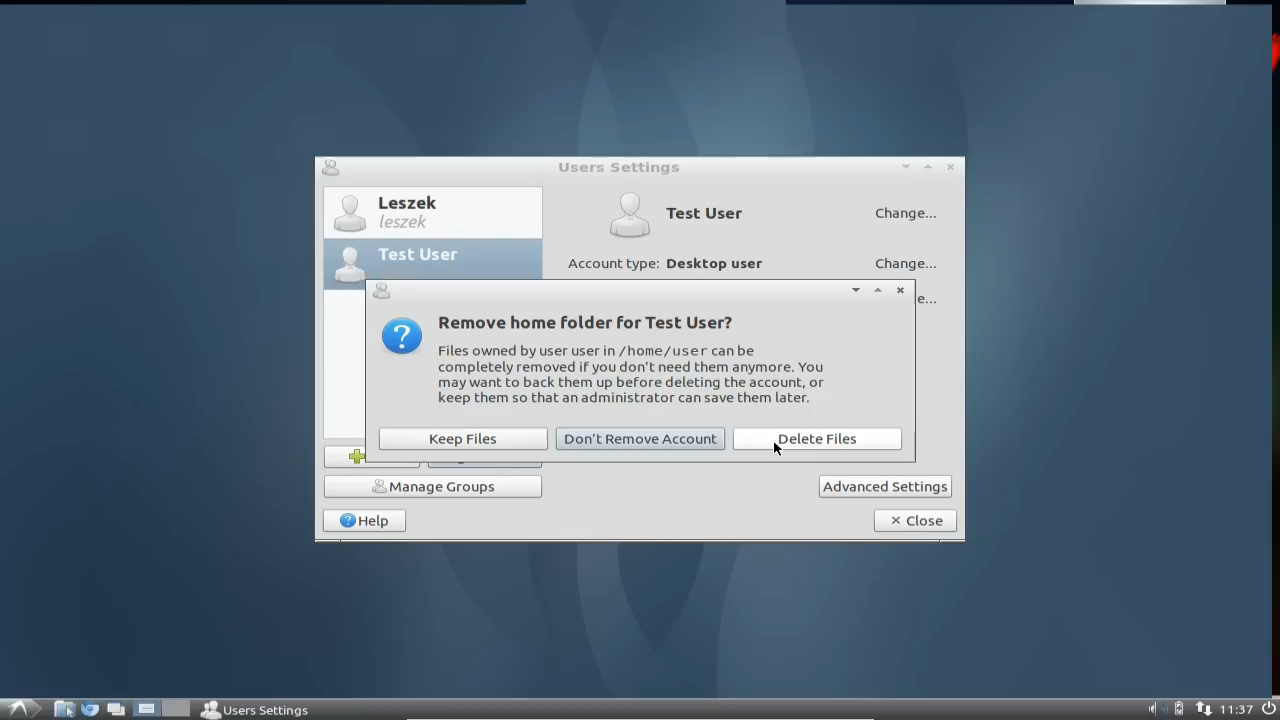 Users Settings
Leszek
leszek
Test User
Test User
Change...
Account type: Desktop user
Change...
e...
Remove home folder for Test User?
Files owned by user user in /home/user can be
completely removed if you don't need them anymore. You
may want to back them up before deleting the account, or
keep them so that an administrator can save them later.
Keep Files
Don't Remove Account
Delete Files
Manage Groups
Advanced Settings
Help
Close
Users Settings
11:37